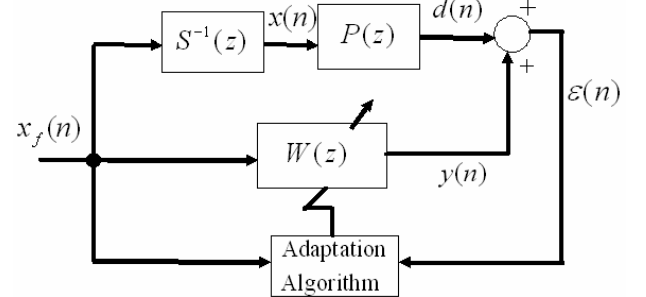 d(n)
+
S⁻¹(z)
x(n)
P(z)
+
ε(n)
x_f(n)
W(z)
y(n)
Adaptation
Algorithm